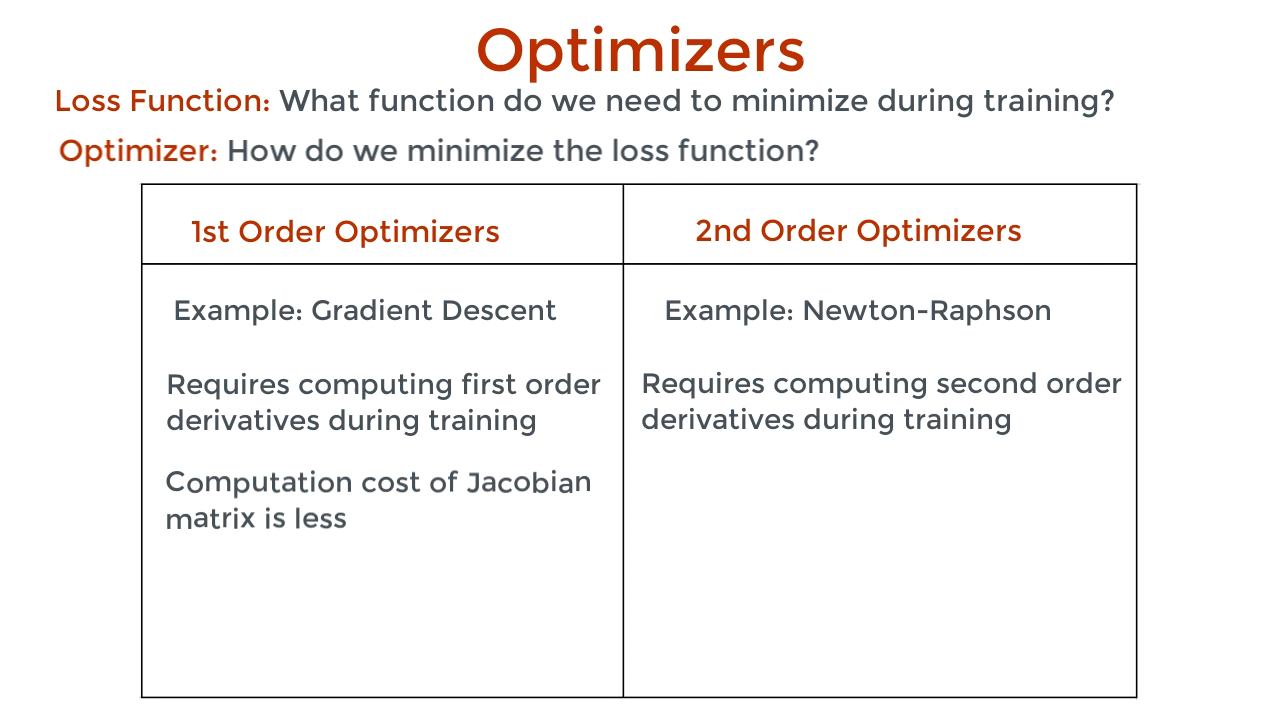 Optimizers
Loss Function: What function do we need to minimize during training?
Optimizer: How do we minimize the loss function?
1st Order Optimizers
2nd Order Optimizers
Example: Gradient Descent
Example: Newton-Raphson
Requires computing first order
derivatives during training
Requires computing second order
derivatives during training
Computation cost of Jacobian
matrix is less